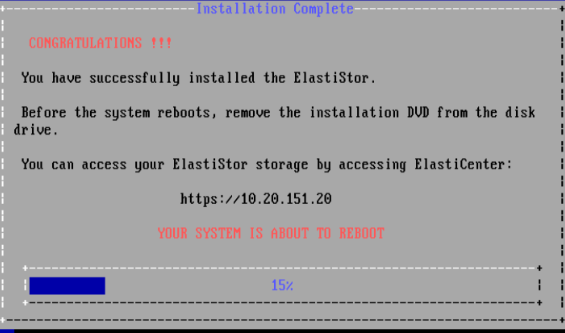 Installation Complete
CONGRATULATIONS !!!
You have successfully installed the ElastiStor.
Before the system reboots, remove the installation DVD from the disk
drive.
You can access your ElastiStor storage by accessing ElastiCenter:
https://10.20.151.20
YOUR SYSTEM IS ABOUT TO REBOOT
15%